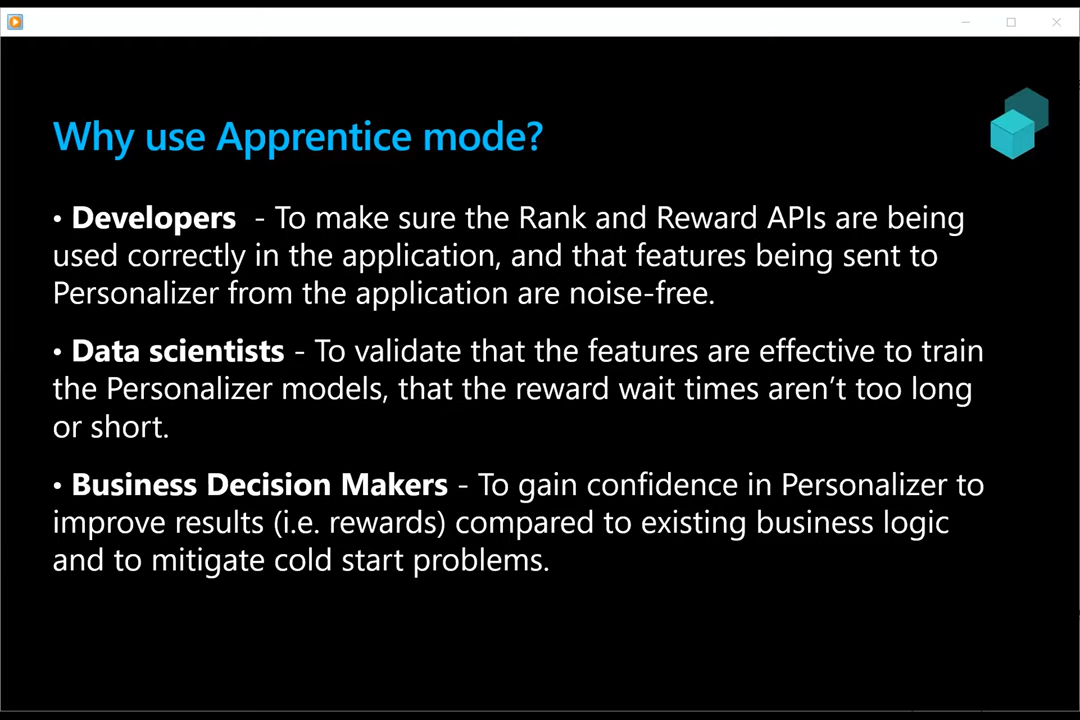 Why use Apprentice mode?
• Developers  - To make sure the Rank and Reward APIs are being
used correctly in the application, and that features being sent to
Personalizer from the application are noise-free.
• Data scientists - To validate that the features are effective to train
the Personalizer models, that the reward wait times aren’t too long
or short.
• Business Decision Makers - To gain confidence in Personalizer to
improve results (i.e. rewards) compared to existing business logic
and to mitigate cold start problems.